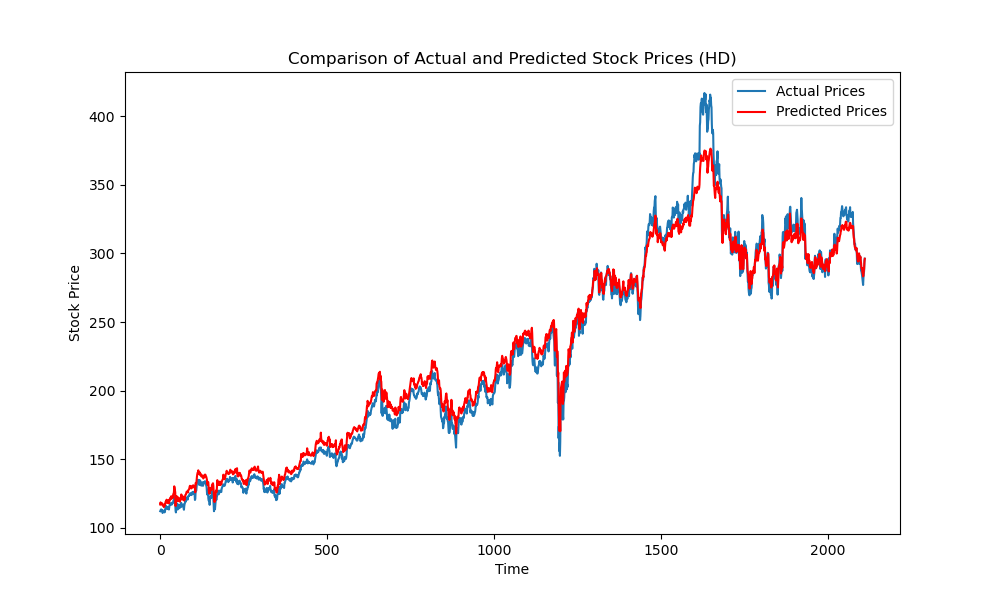 Comparison of Actual and Predicted Stock Prices (HD)
Actual Prices
Predicted Prices
400
350
300
250
200
150
100
Stock Price
0 500 1000 1500 2000
Time